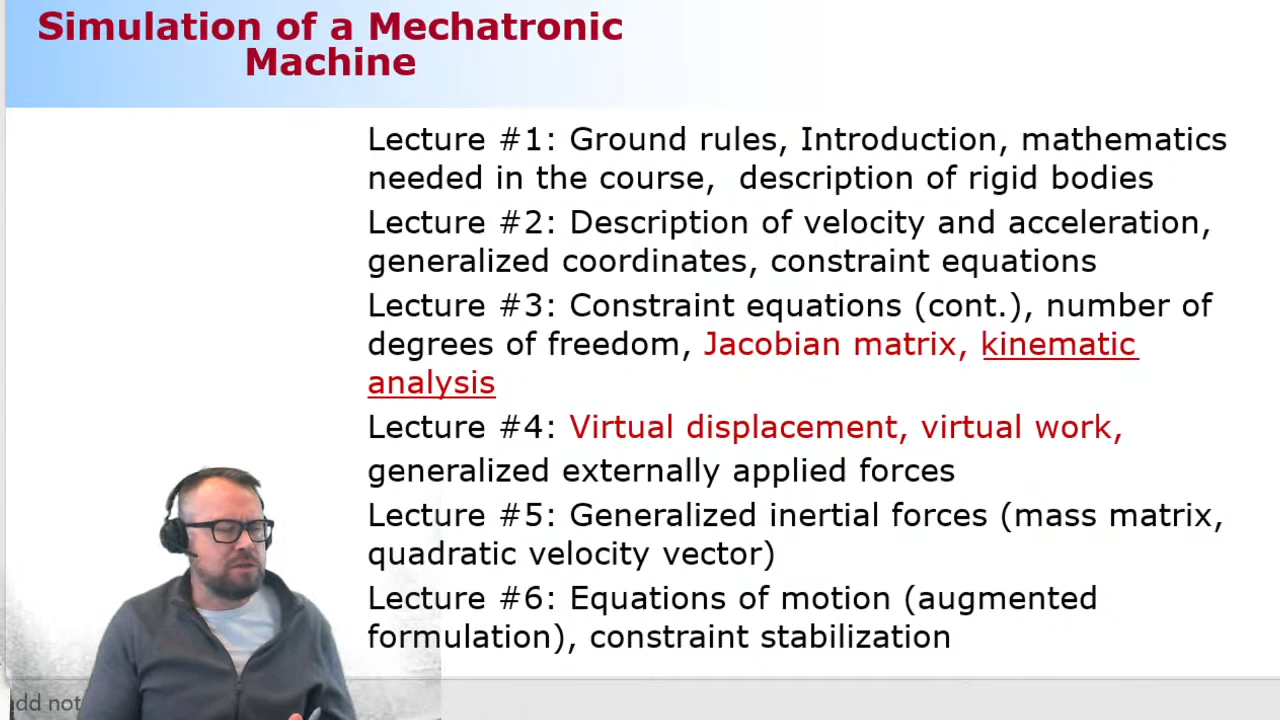 Simulation of a Mechatronic
Machine
Lecture #1: Ground rules, Introduction, mathematics
needed in the course,  description of rigid bodies
Lecture #2: Description of velocity and acceleration,
generalized coordinates, constraint equations
Lecture #3: Constraint equations (cont.), number of
degrees of freedom, Jacobian matrix, kinematic
analysis
Lecture #4: Virtual displacement, virtual work,
generalized externally applied forces
Lecture #5: Generalized inertial forces (mass matrix,
quadratic velocity vector)
Lecture #6: Equations of motion (augmented
formulation), constraint stabilization
dd not